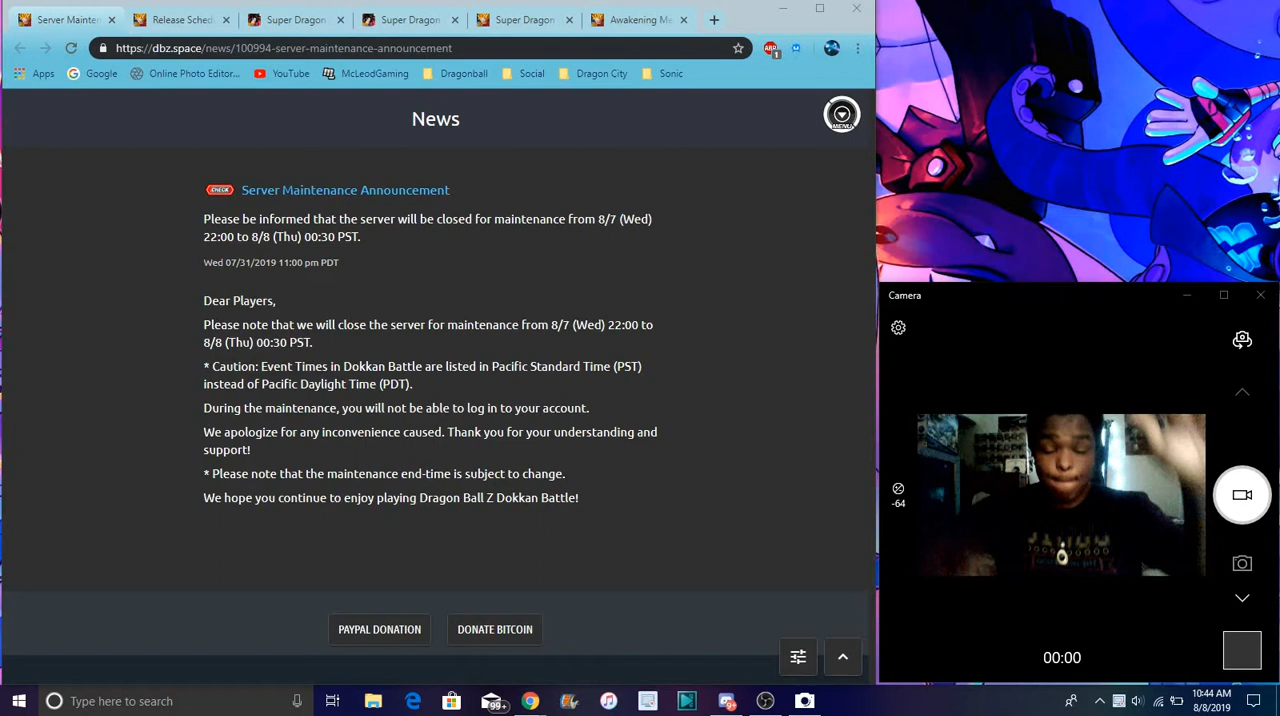 Server Mainten
Release Schedu
Super Dragon
Super Dragon
Super Dragon
Awakening Me
https://dbz.space/news/100994-server-maintenance-announcement
ABP
1
Apps
Google
Online Photo Editor...
YouTube
McLeodGaming
Dragonball
Social
Dragon City
Sonic
News
MENU
CHECK
Server Maintenance Announcement
Please be informed that the server will be closed for maintenance from 8/7 (Wed)
22:00 to 8/8 (Thu) 00:30 PST.
Wed 07/31/2019 11:00 pm PDT
Dear Players,
Please note that we will close the server for maintenance from 8/7 (Wed) 22:00 to
8/8 (Thu) 00:30 PST.
* Caution: Event Times in Dokkan Battle are listed in Pacific Standard Time (PST)
instead of Pacific Daylight Time (PDT).
During the maintenance, you will not be able to log in to your account.
We apologize for any inconvenience caused. Thank you for your understanding and
support!
* Please note that the maintenance end-time is subject to change.
We hope you continue to enjoy playing Dragon Ball Z Dokkan Battle!
PAYPAL DONATION
DONATE BITCOIN
Camera
-64
00:00
Type here to search
99+
9+
10:44 AM
8/8/2019